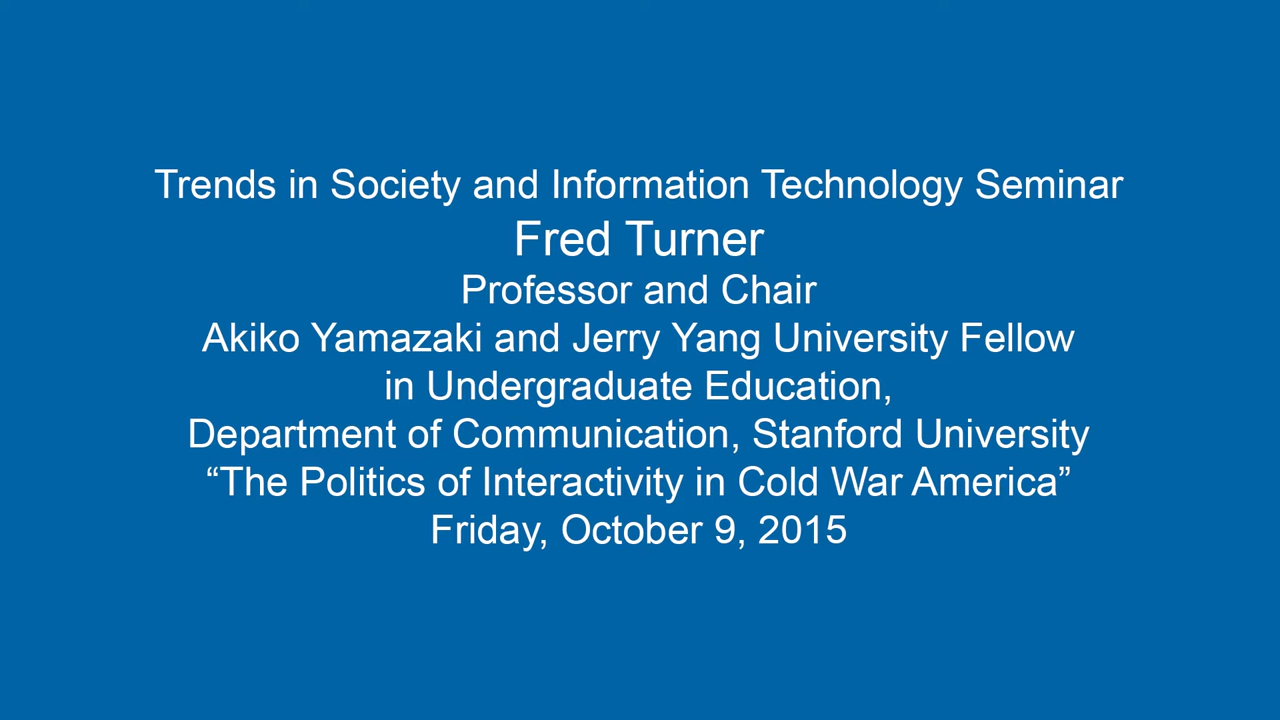 Trends in Society and Information Technology Seminar
Fred Turner
Professor and Chair
Akiko Yamazaki and Jerry Yang University Fellow
in Undergraduate Education,
Department of Communication, Stanford University
“The Politics of Interactivity in Cold War America”
Friday, October 9, 2015